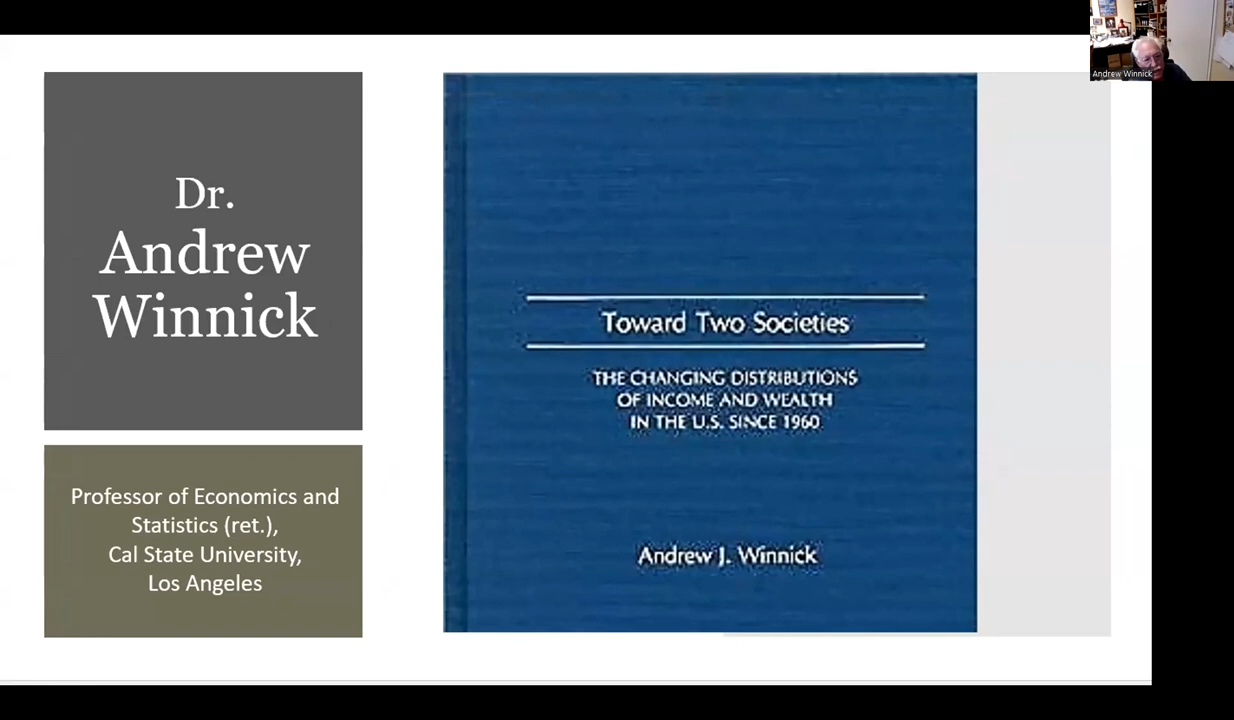 Dr.
Andrew
Winnick
Professor of Economics and
Statistics (ret.),
Cal State University,
Los Angeles
Toward Two Societies
THE CHANGING DISTRIBUTIONS
OF INCOME AND WEALTH
IN THE U.S. SINCE 1960
Andrew J. Winnick
Andrew Winnick